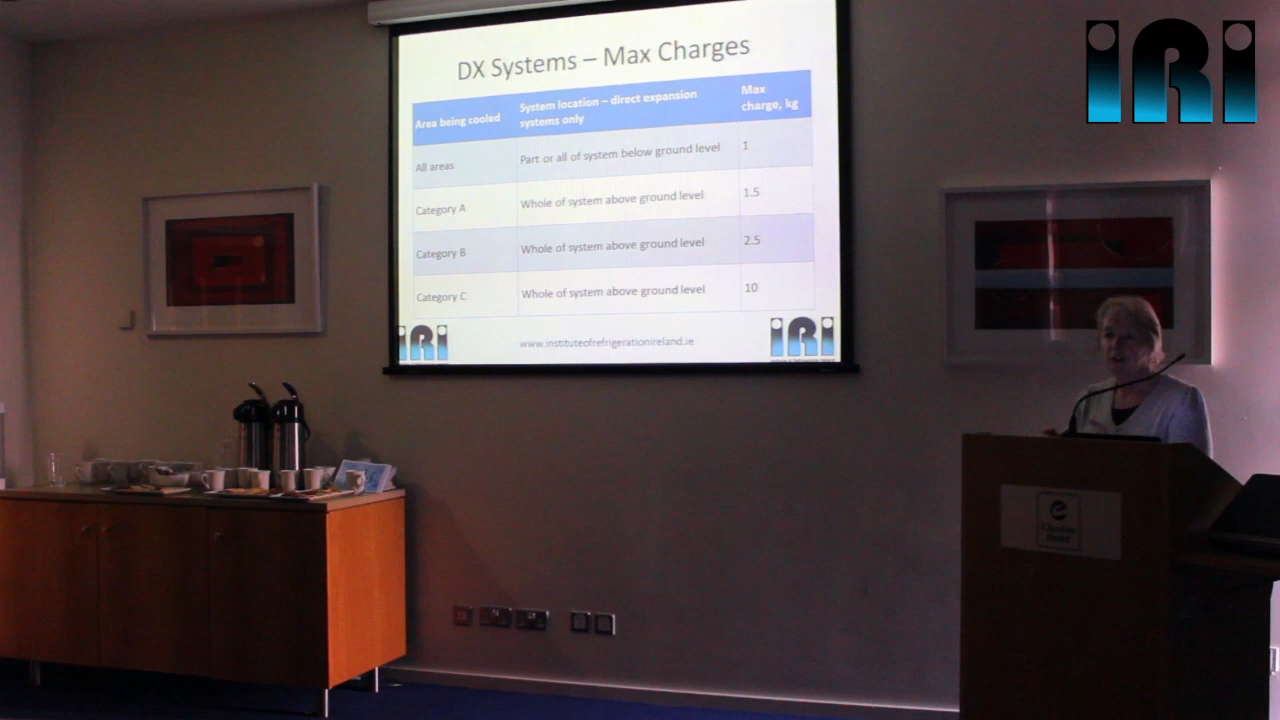 DX Systems – Max Charges
Area being cooled
System location – direct expansion
systems only
Max
charge, kg
All areas
Part or all of system below ground level
1
Category A
Whole of system above ground level
1.5
Category B
Whole of system above ground level
2.5
Category C
Whole of system above ground level
10
iRi
www.instituteofrefrigerationireland.ie
iRi
iRi
Clarion
Hotel